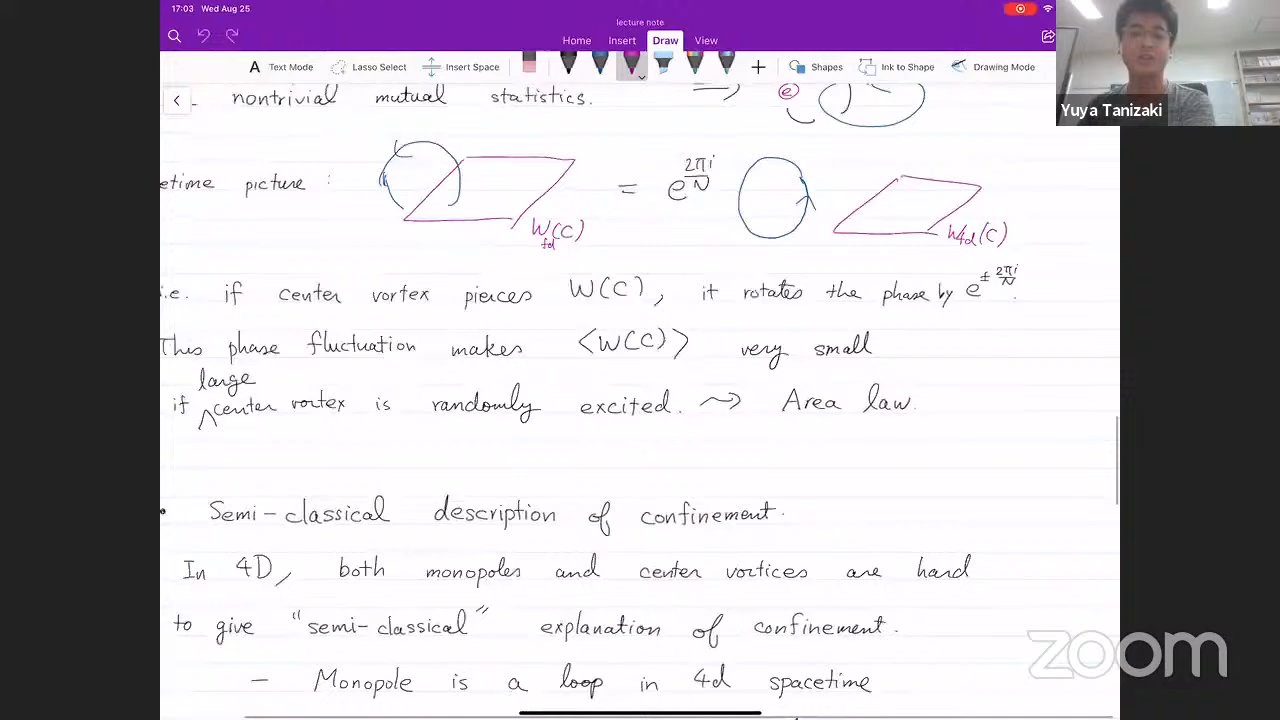 17:03 Wed Aug 25
lecture note
Home Insert Draw View
Text Mode Lasso Select Insert Space Shapes Ink to Shape Drawing Mode
nontrivial mutual statistics. ⟹ e
etime picture : W_fd(C) = e^{2πi/N} W_fd(C)
i.e. if center vortex pierces W(C), it rotates the phase by e^{± 2πi/N}.
This phase fluctuation makes <W(C)> very small
if large center vortex is randomly excited. ⇝ Area law.
• Semi-classical description of confinement.
In 4D, both monopoles and center vortices are hard
to give "semi-classical" explanation of confinement.
– Monopole is a loop in 4d spacetime
Yuya Tanizaki
zoom